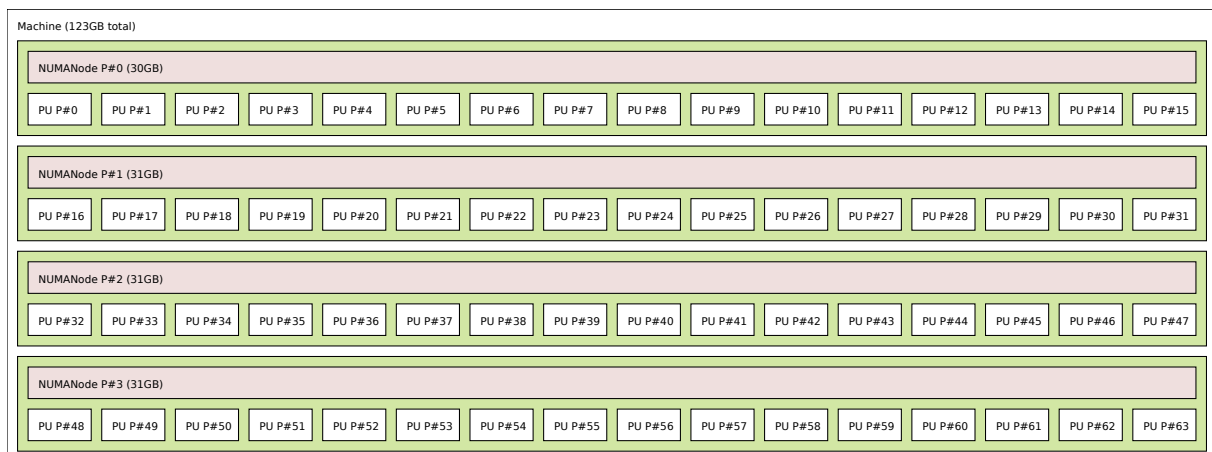 Machine (123GB total)
NUMANode P#0 (30GB)
PU P#0 PU P#1 PU P#2 PU P#3 PU P#4 PU P#5 PU P#6 PU P#7 PU P#8 PU P#9 PU P#10 PU P#11 PU P#12 PU P#13 PU P#14 PU P#15
NUMANode P#1 (31GB)
PU P#16 PU P#17 PU P#18 PU P#19 PU P#20 PU P#21 PU P#22 PU P#23 PU P#24 PU P#25 PU P#26 PU P#27 PU P#28 PU P#29 PU P#30 PU P#31
NUMANode P#2 (31GB)
PU P#32 PU P#33 PU P#34 PU P#35 PU P#36 PU P#37 PU P#38 PU P#39 PU P#40 PU P#41 PU P#42 PU P#43 PU P#44 PU P#45 PU P#46 PU P#47
NUMANode P#3 (31GB)
PU P#48 PU P#49 PU P#50 PU P#51 PU P#52 PU P#53 PU P#54 PU P#55 PU P#56 PU P#57 PU P#58 PU P#59 PU P#60 PU P#61 PU P#62 PU P#63